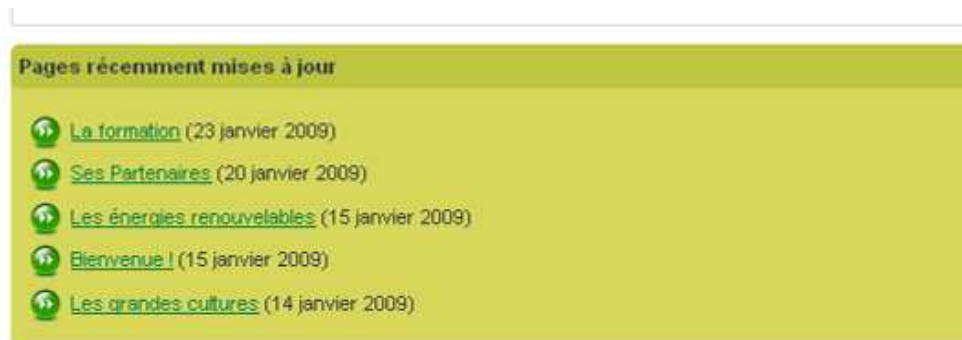 Pages récemment mises à jour
La formation (23 janvier 2009)
Ses Partenaires (20 janvier 2009)
Les énergies renouvelables (15 janvier 2009)
Bienvenue ! (15 janvier 2009)
Les grandes cultures (14 janvier 2009)